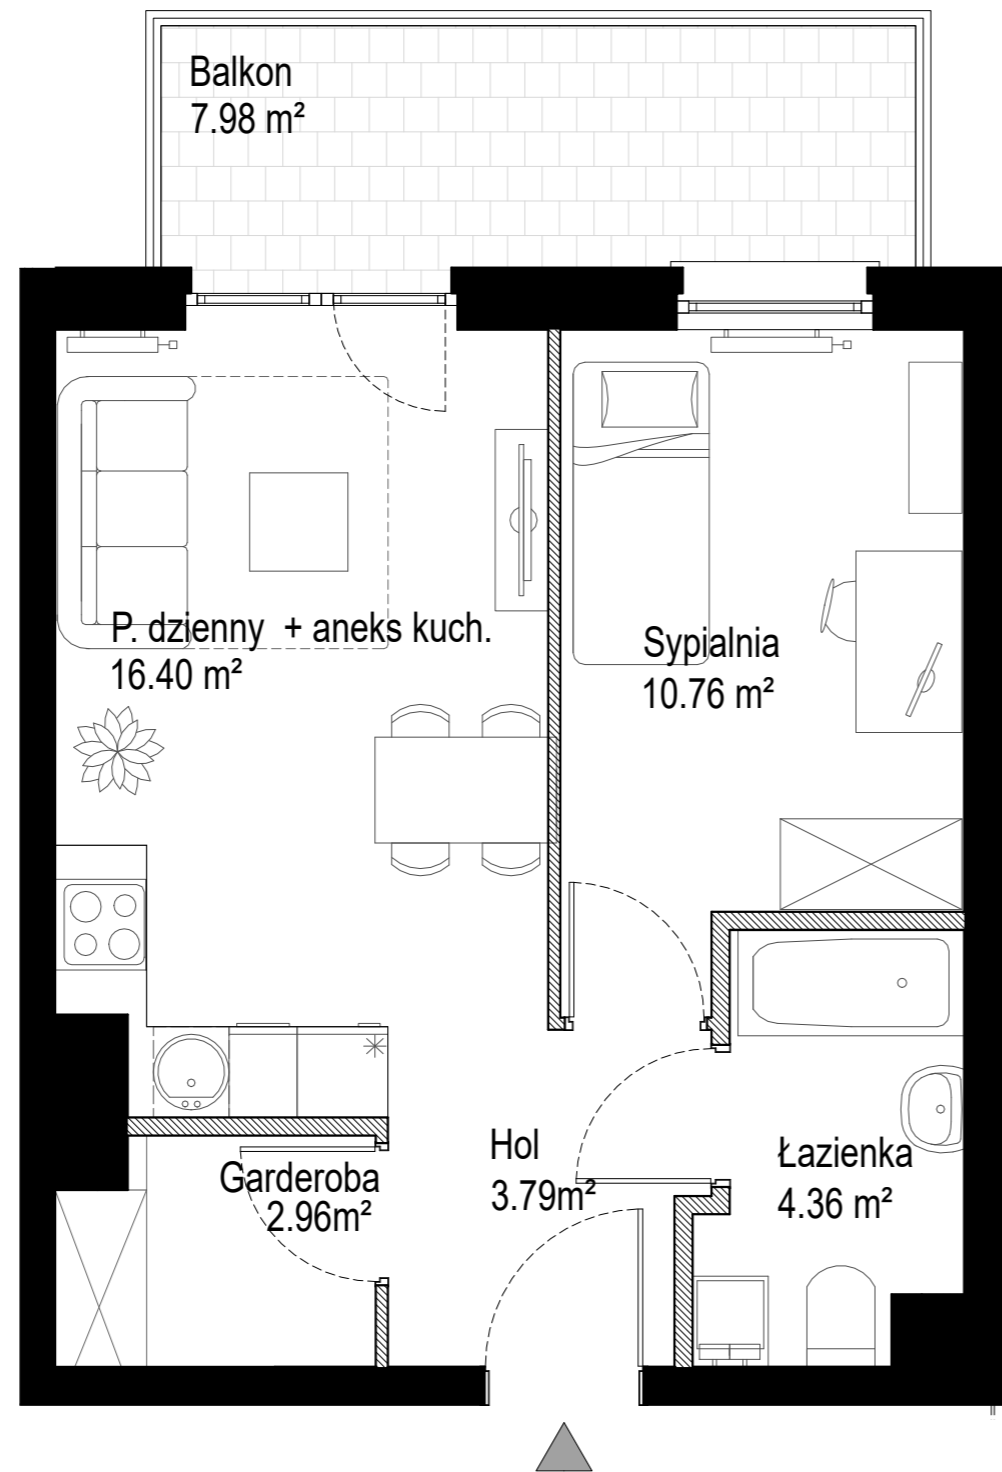 Balkon
7.98 m²
P. dzienny + aneks kuch.
16.40 m²
Sypialnia
10.76 m²
Hol
3.79m²
Łazienka
4.36 m²
Garderoba
2.96m²